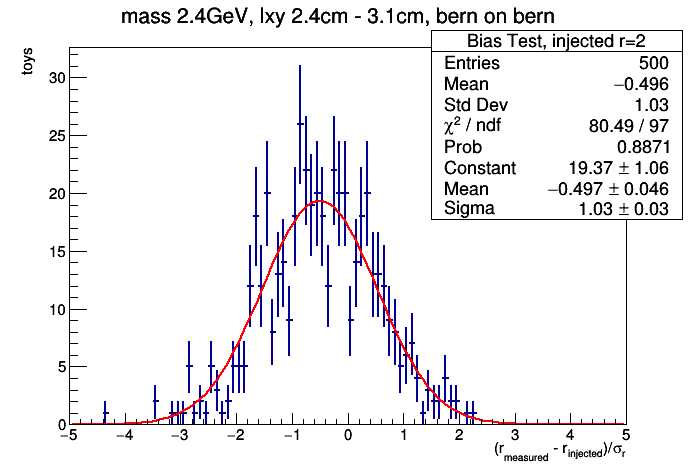 mass 2.4GeV, lxy 2.4cm - 3.1cm, bern on bern
Bias Test, injected r=2
Entries 500
Mean −0.496
Std Dev 1.03
χ² / ndf 80.49 / 97
Prob 0.8871
Constant 19.37 ± 1.06
Mean −0.497 ± 0.046
Sigma 1.03 ± 0.03
toys
30
25
20
15
10
5
0
−5 −4 −3 −2 −1 0 1 2 3 4 5
(r_measured - r_injected)/σ_r